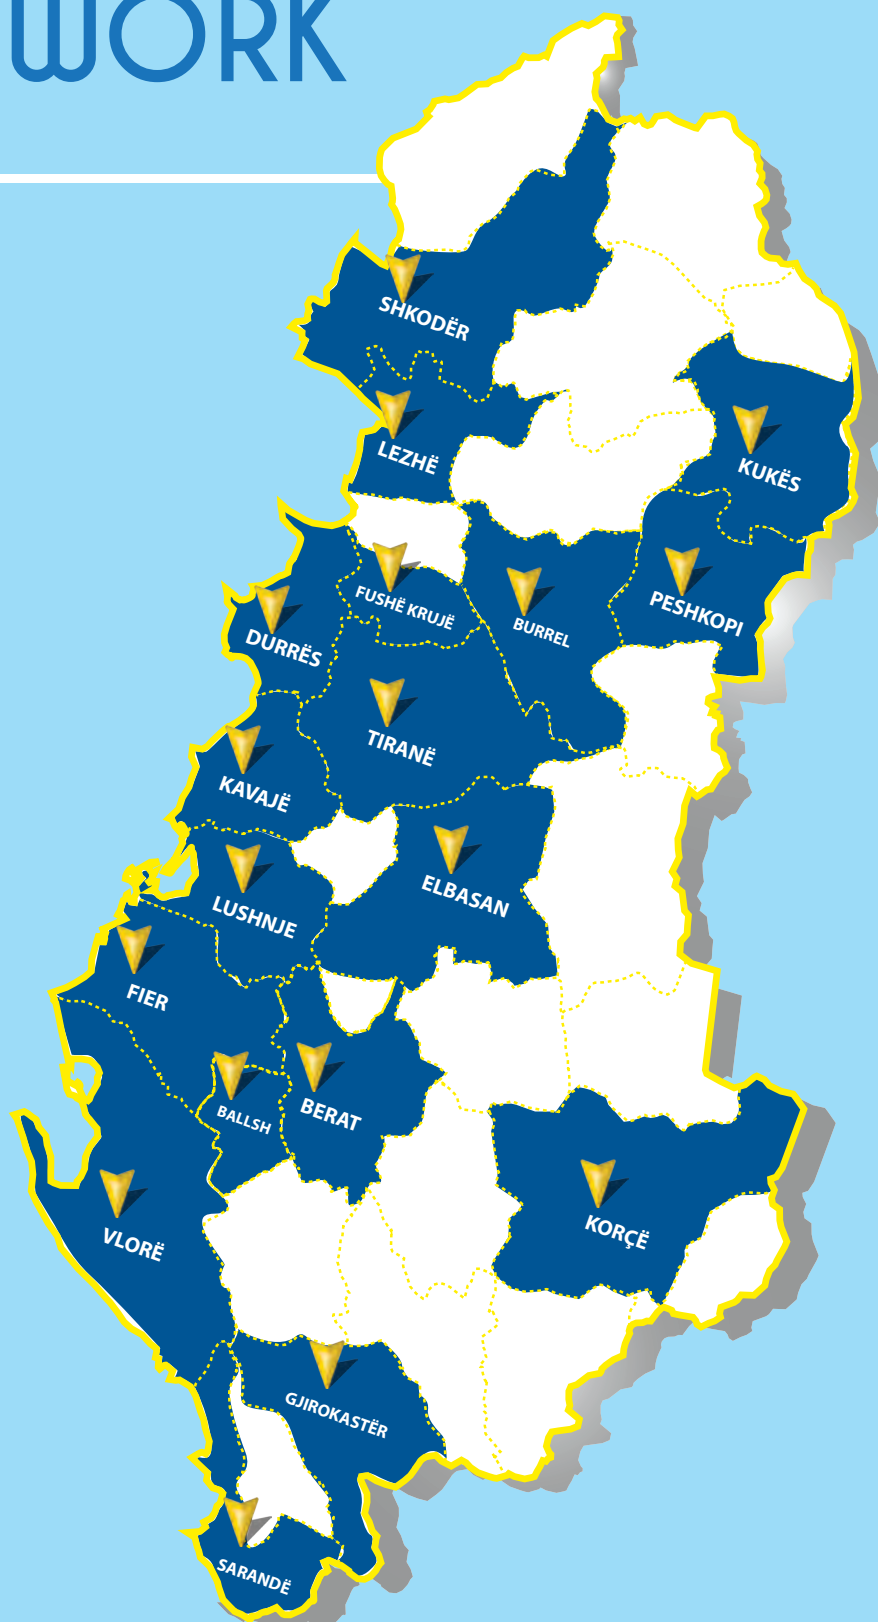 WORK
SHKODËR
LEZHË
KUKËS
FUSHË KRUJË
BURREL
PESHKOPI
DURRËS
TIRANË
KAVAJË
ELBASAN
LUSHNJE
FIER
BALLSH
BERAT
VLORË
KORÇË
GJIROKASTËR
SARANDË